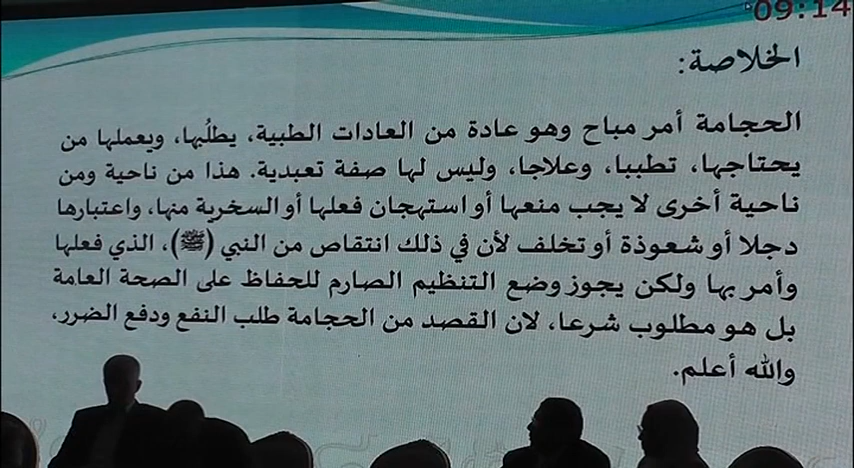 09:14
الخلاصة:
الحجامة أمر مباح وهو عادة من العادات الطبية، يطلُبها، ويعملها من
يحتاجها، تطببا، وعلاجا، وليس لها صفة تعبدية. هذا من ناحية ومن
ناحية أخرى لا يجب منعها أو استهجان فعلها أو السخرية منها، واعتبارها
دجلا أو شعوذة أو تخلف لأن في ذلك انتقاص من النبي (ﷺ)، الذي فعلها
وأمر بها ولكن يجوز وضع التنظيم الصارم للحفاظ على الصحة العامة
بل هو مطلوب شرعا، لان القصد من الحجامة طلب النفع ودفع الضرر،
والله أعلم.